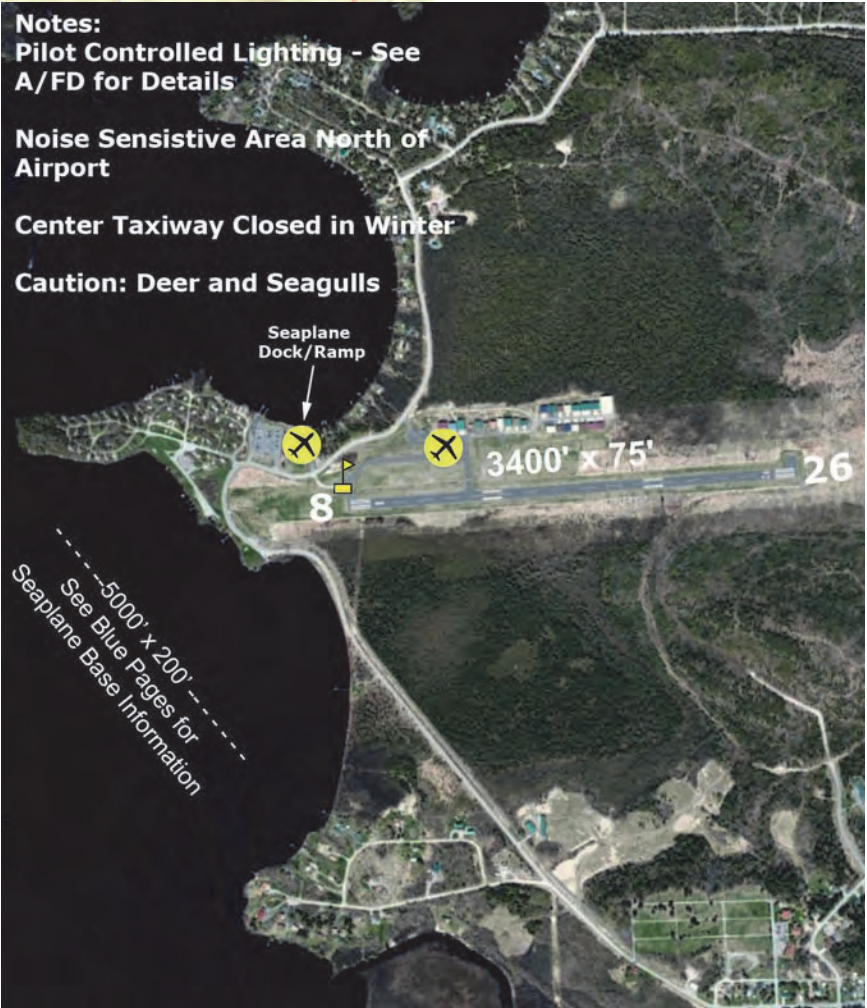 Notes:
Pilot Controlled Lighting - See
A/FD for Details
Noise Sensistive Area North of
Airport
Center Taxiway Closed in Winter
Caution: Deer and Seagulls
Seaplane
Dock/Ramp
3400' x 75'
26
8
5000' x 200'
See Blue Pages for
Seaplane Base Information